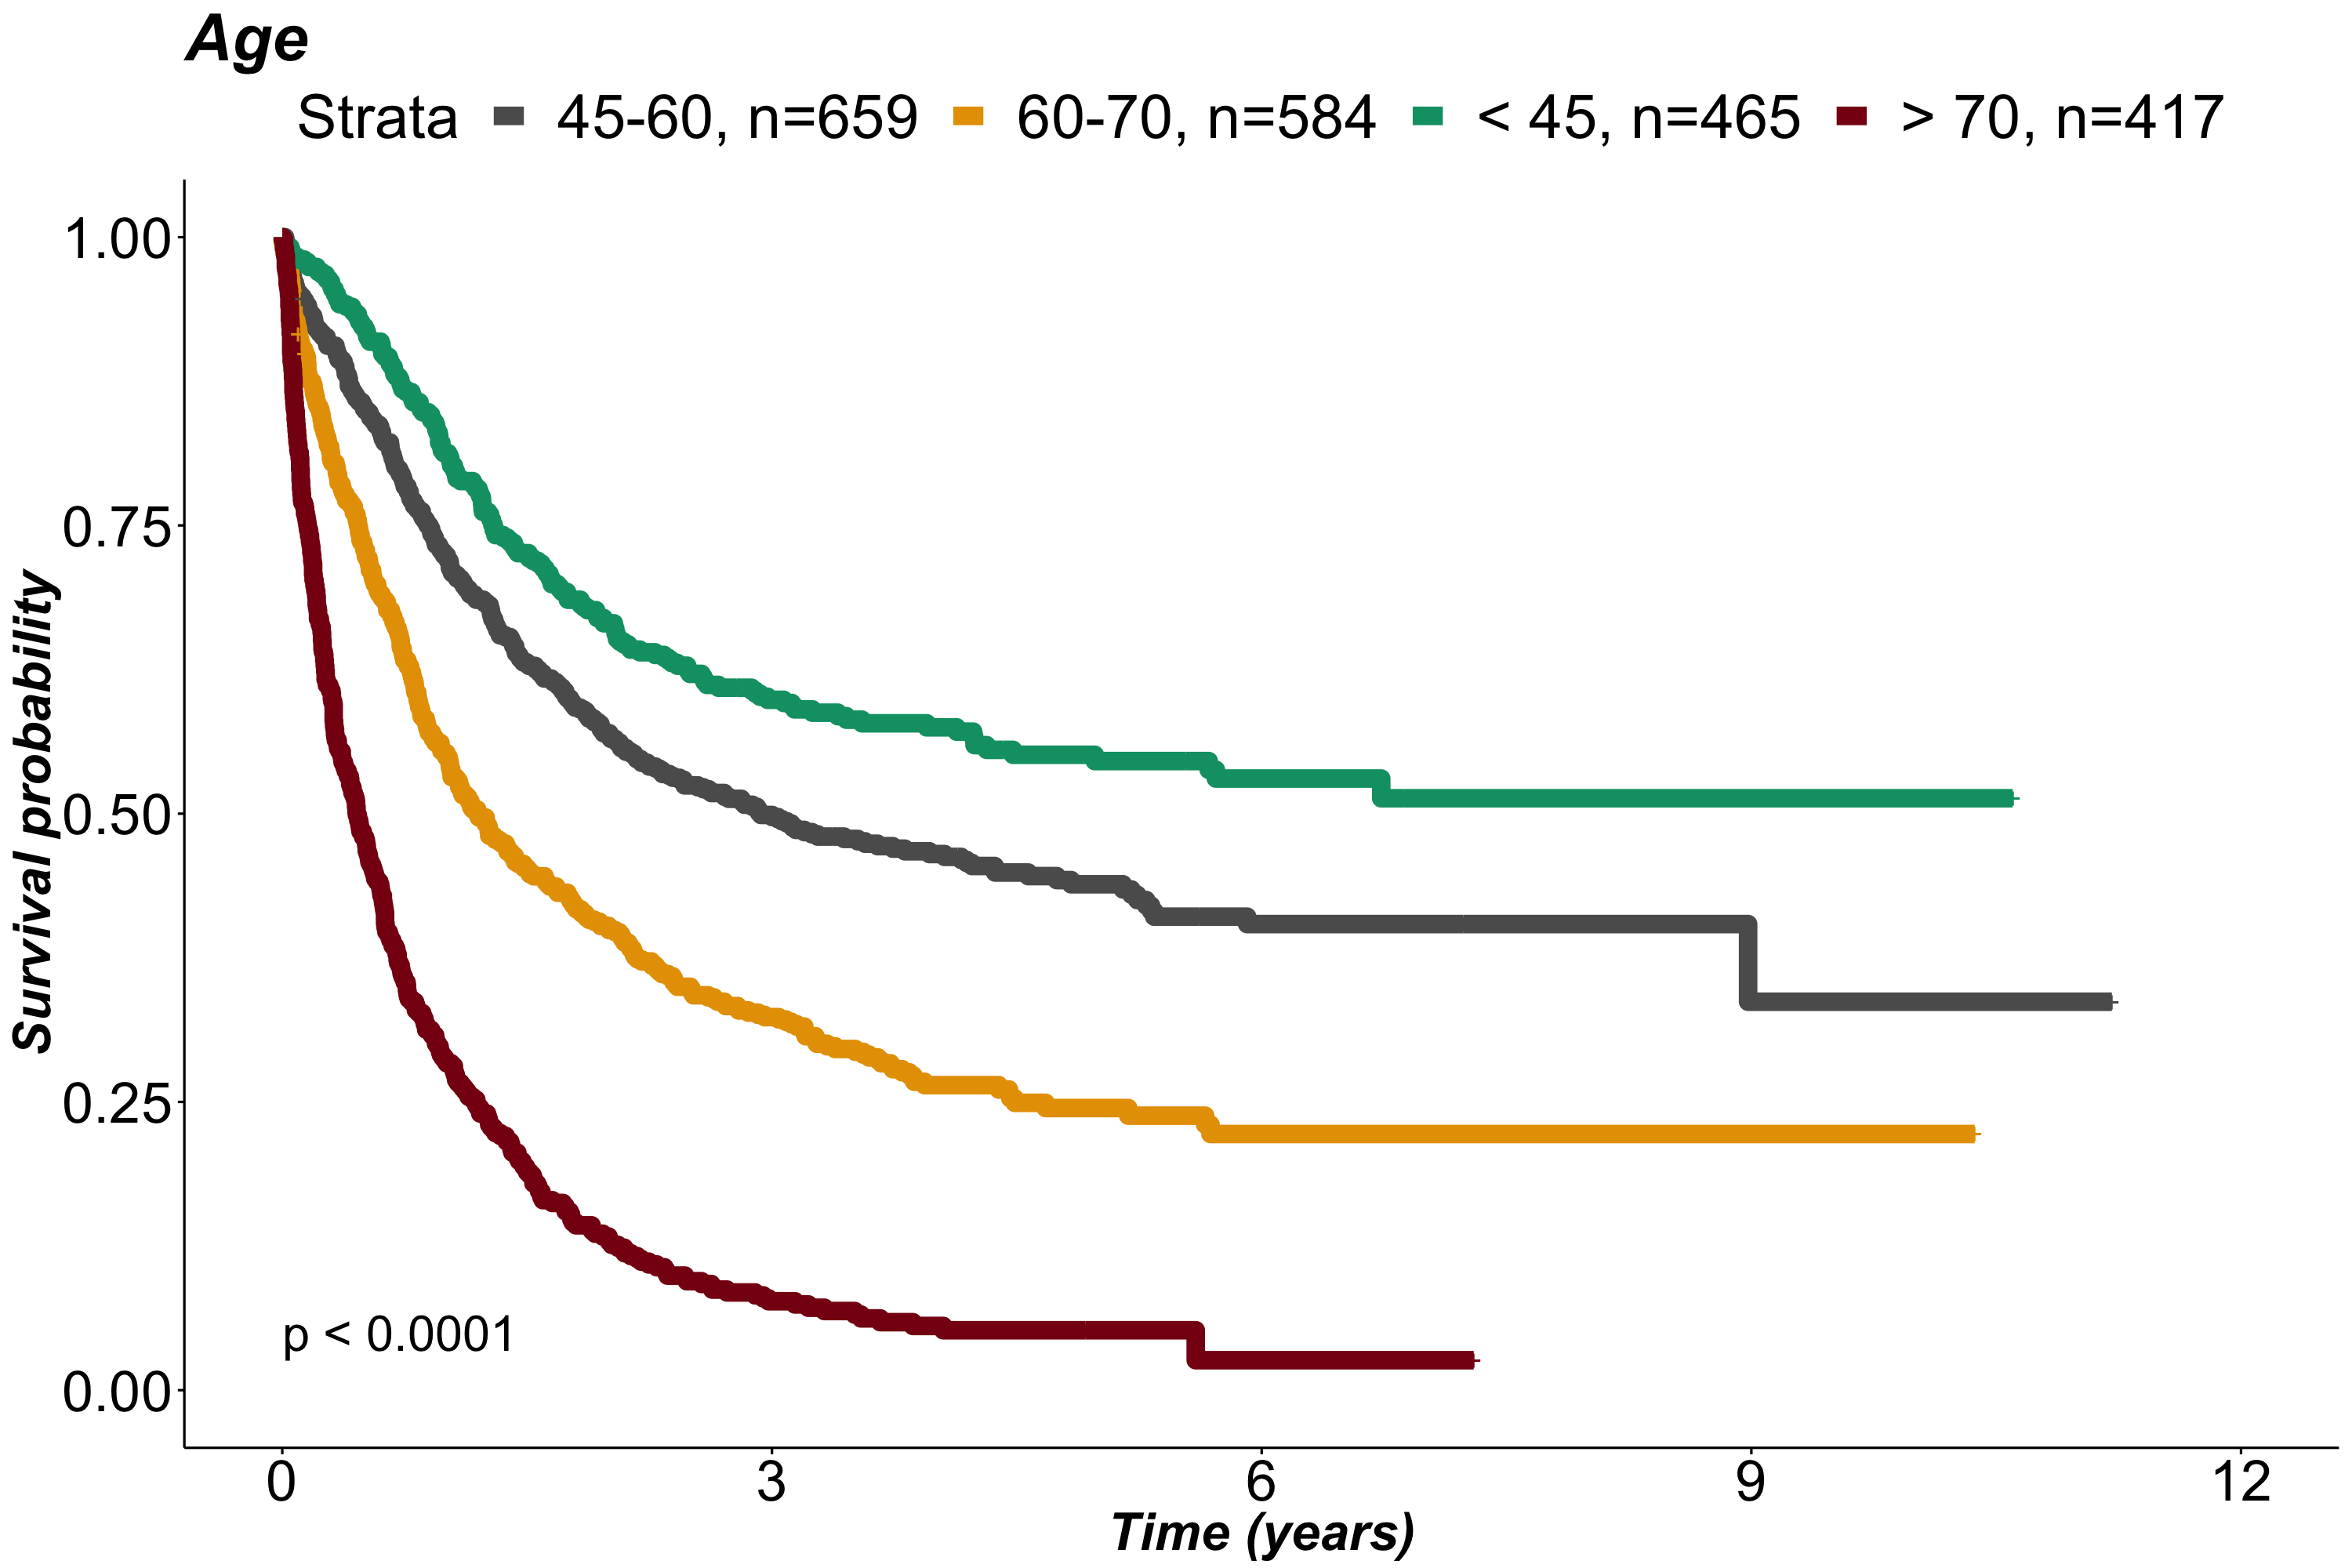 Age
Strata 45-60, n=659 60-70, n=584 < 45, n=465 > 70, n=417
1.00
0.75
0.50
0.25
0.00
Survival probability
p < 0.0001
0 3 6 9 12
Time (years)